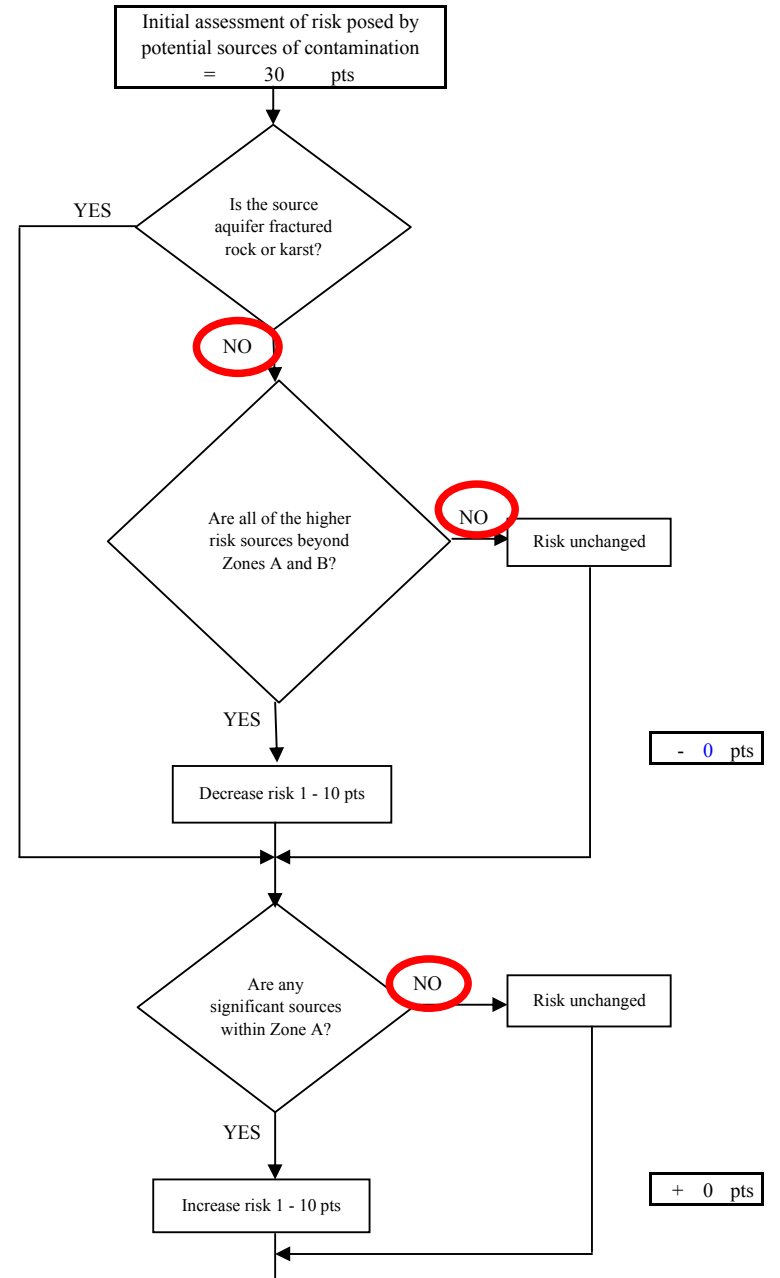 Initial assessment of risk posed by
potential sources of contamination
= 30 pts
YES
Is the source
aquifer fractured
rock or karst?
NO
Are all of the higher
risk sources beyond
Zones A and B?
NO
Risk unchanged
YES
- 0 pts
Decrease risk 1 - 10 pts
Are any
significant sources
within Zone A?
NO
Risk unchanged
YES
+ 0 pts
Increase risk 1 - 10 pts